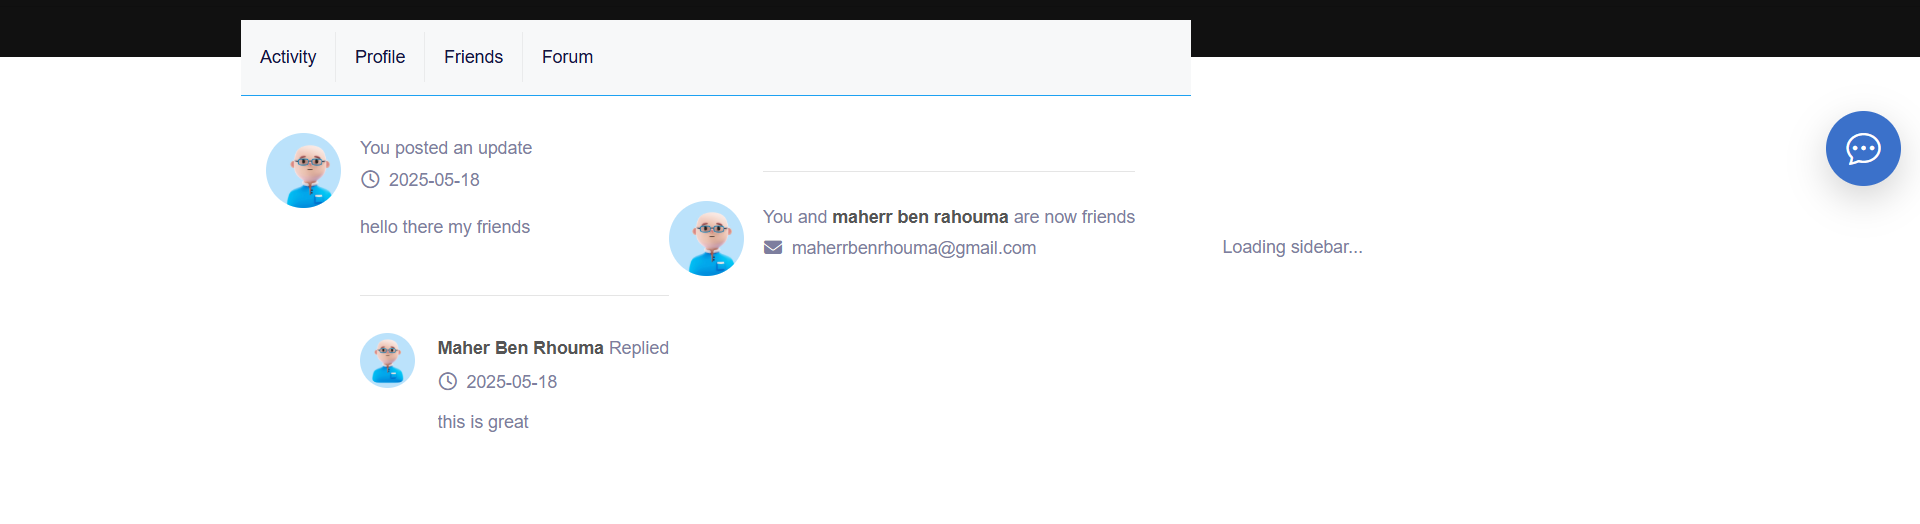 Activity Profile Friends Forum
You posted an update
2025-05-18
hello there my friends
Maher Ben Rhouma Replied
2025-05-18
this is great
You and maherr ben rahouma are now friends
maherrbenrhouma@gmail.com
Loading sidebar...